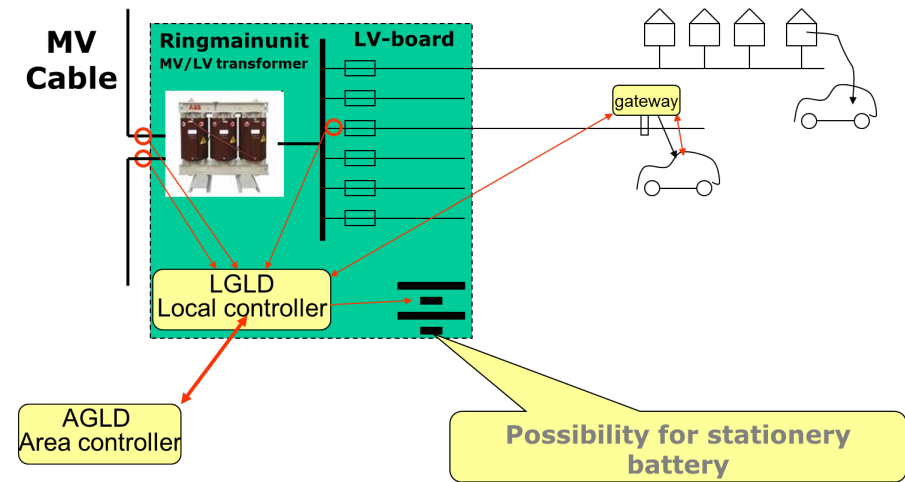 MV
Cable
Ringmainunit
MV/LV transformer
LV-board
ABB
gateway
LGLD
Local controller
AGLD
Area controller
Possibility for stationery
battery